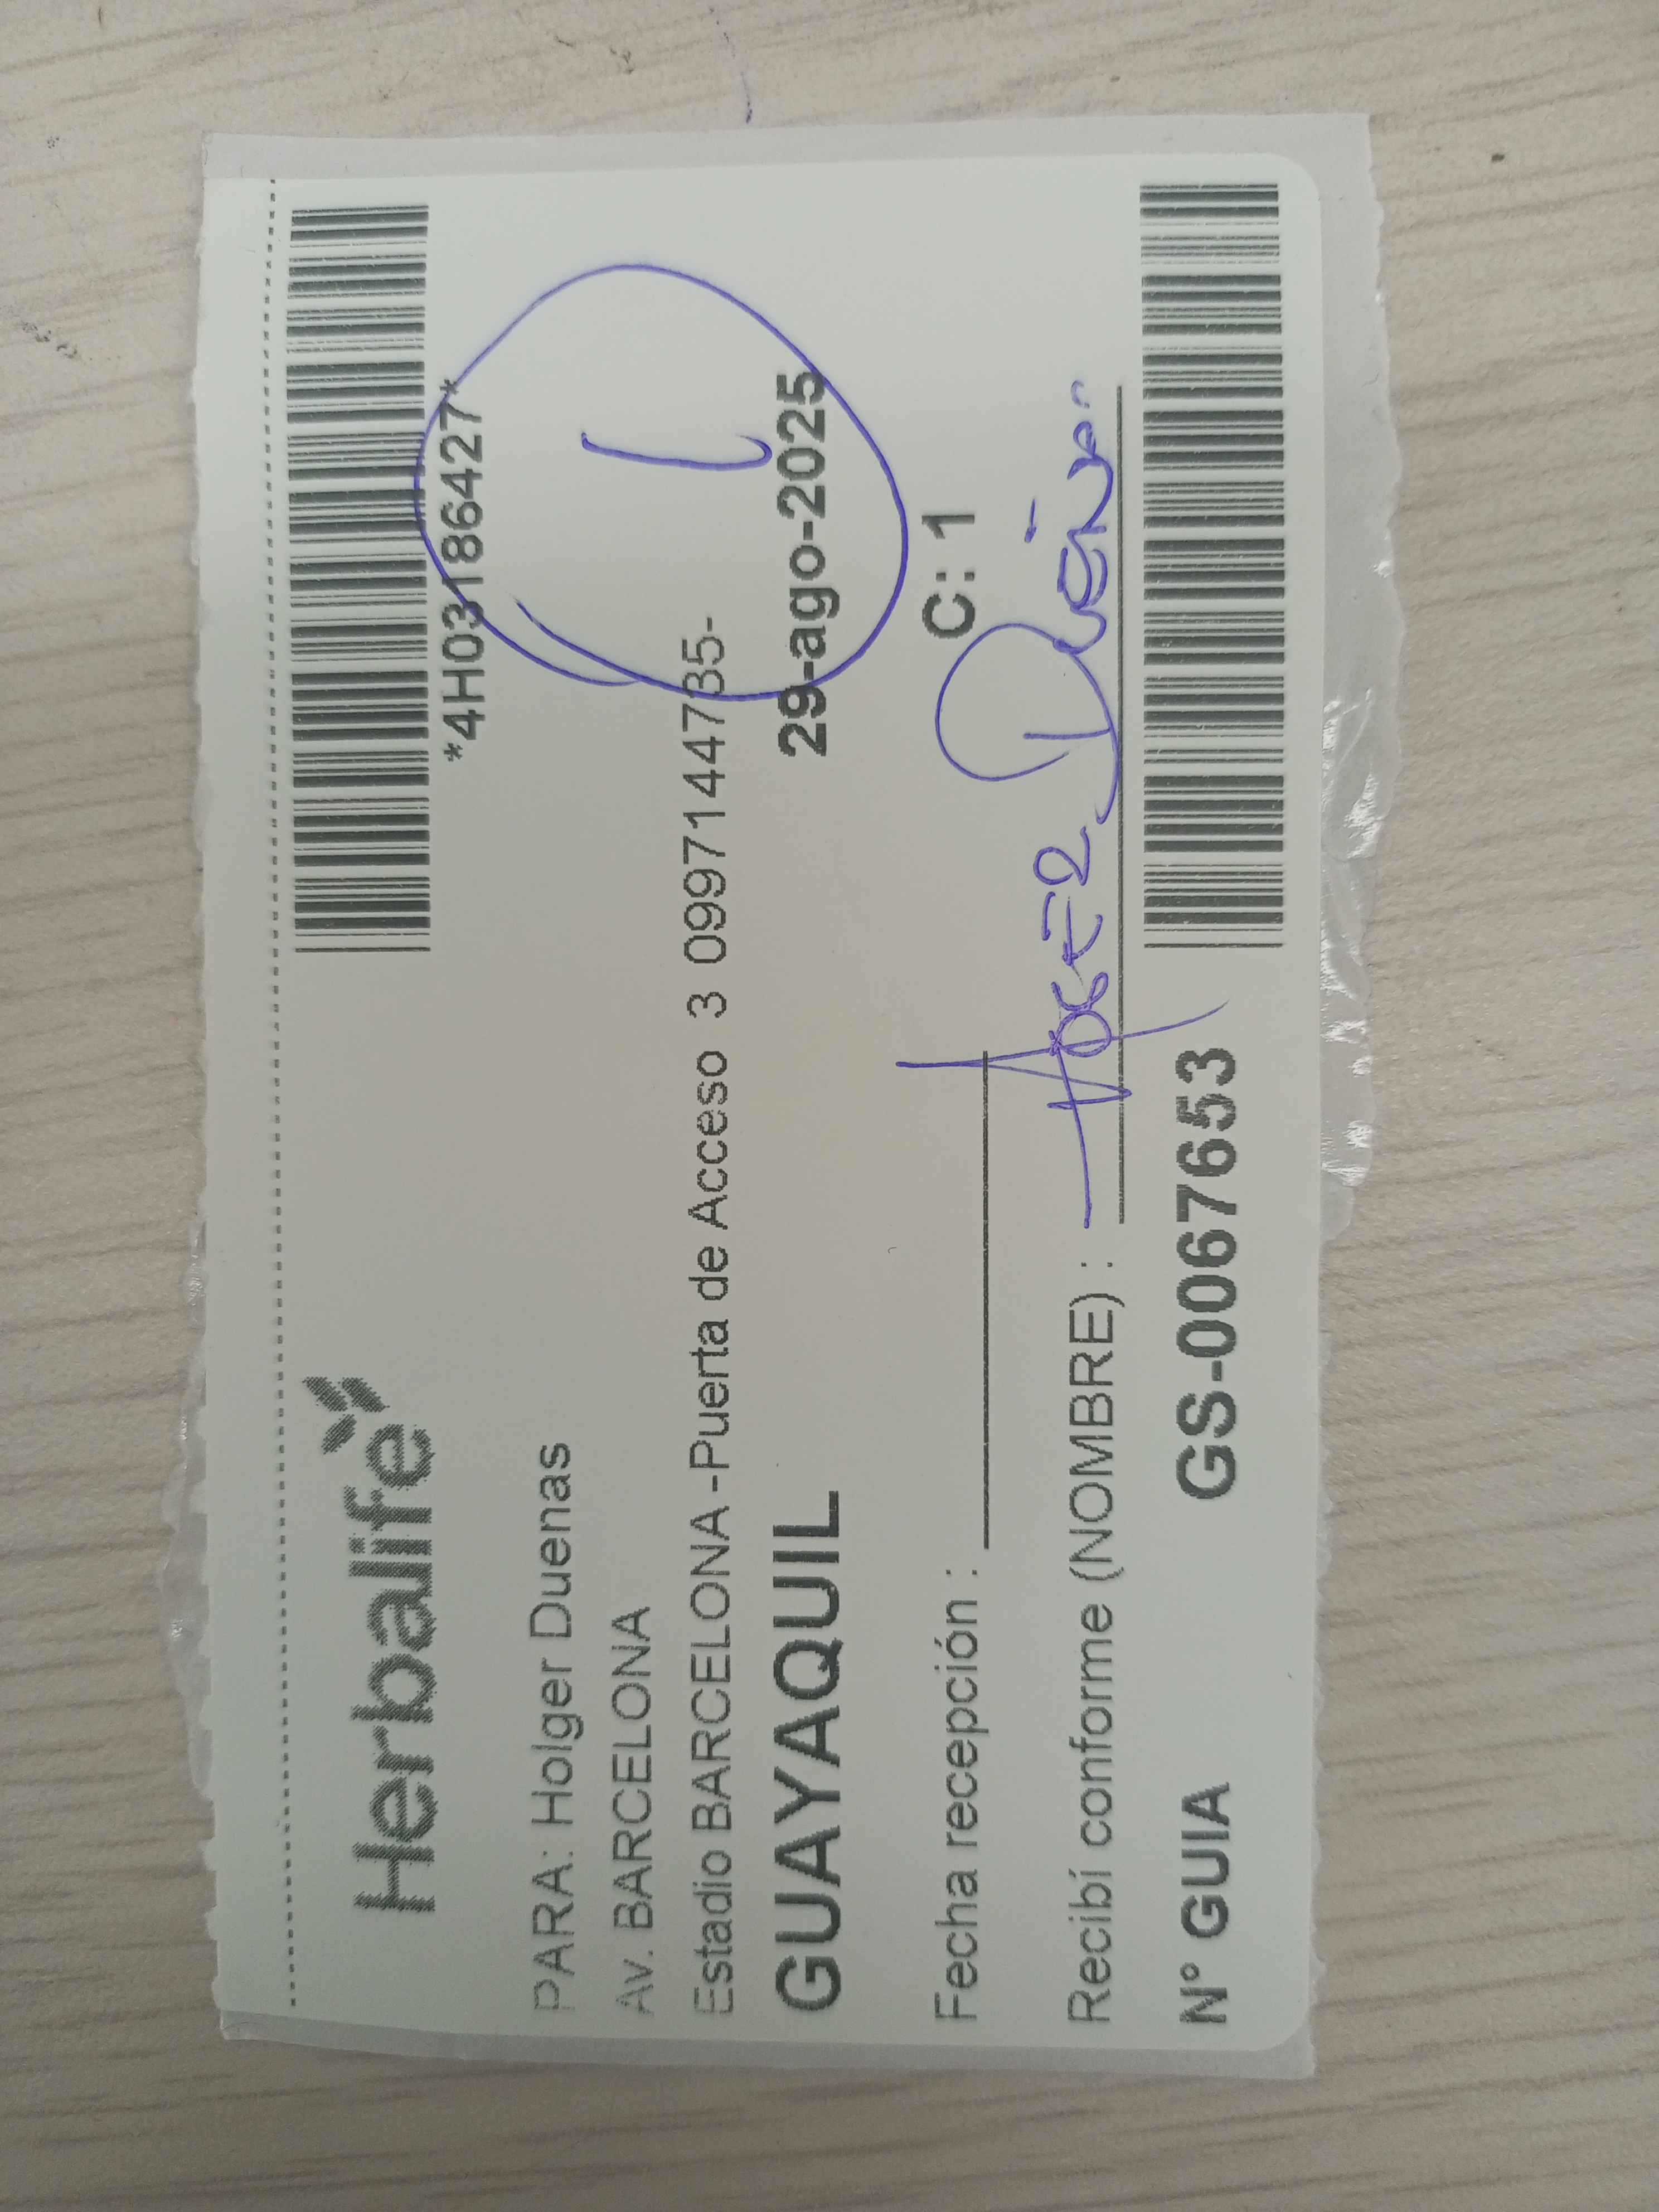 Herbalife
*4H03186427*
PARA: Holger Duenas
Av. BARCELONA
Estadio BARCELONA -Puerta de Acceso 3 0997144735-
GUAYAQUIL 29-ago-2025
Fecha recepción : C: 1
Recibí conforme (NOMBRE) :
Nº GUIA GS-0067653